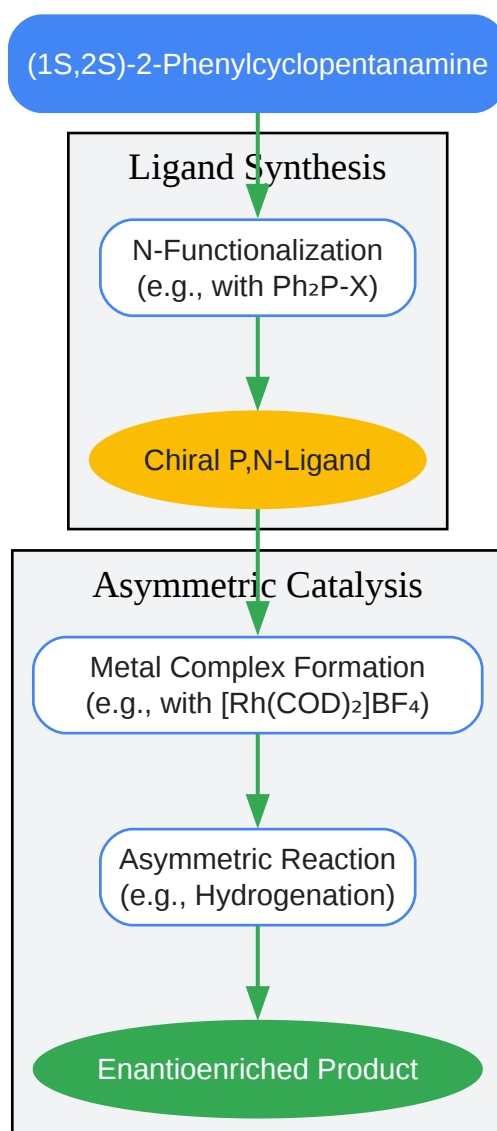 (1S,2S)-2-Phenylcyclopentanamine
Ligand Synthesis
N-Functionalization
(e.g., with Ph₂P-X)
Chiral P,N-Ligand
Asymmetric Catalysis
Metal Complex Formation
(e.g., with [Rh(COD)₂]BF₄)
Asymmetric Reaction
(e.g., Hydrogenation)
Enantioenriched Product